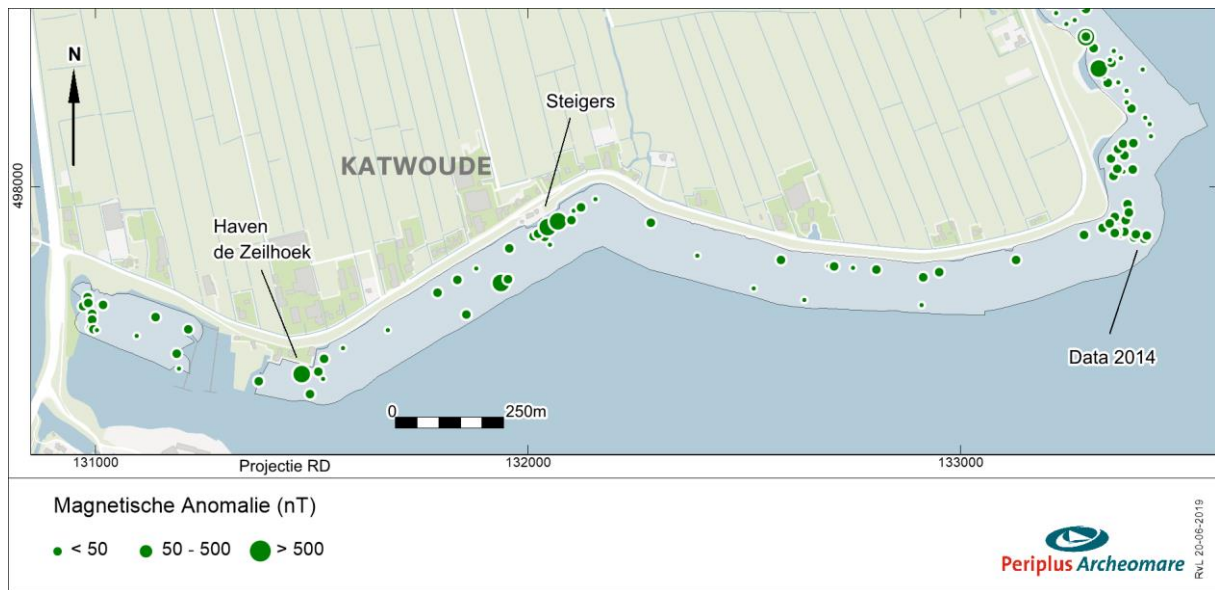 N
Steigers
KATWOUDE
498000
Haven
de Zeilhoek
Data 2014
0 250m
131000
Projectie RD
132000
133000
Magnetische Anomalie (nT)
< 50
50 - 500
> 500
Periplus Archeomare
RvL 20-06-2019